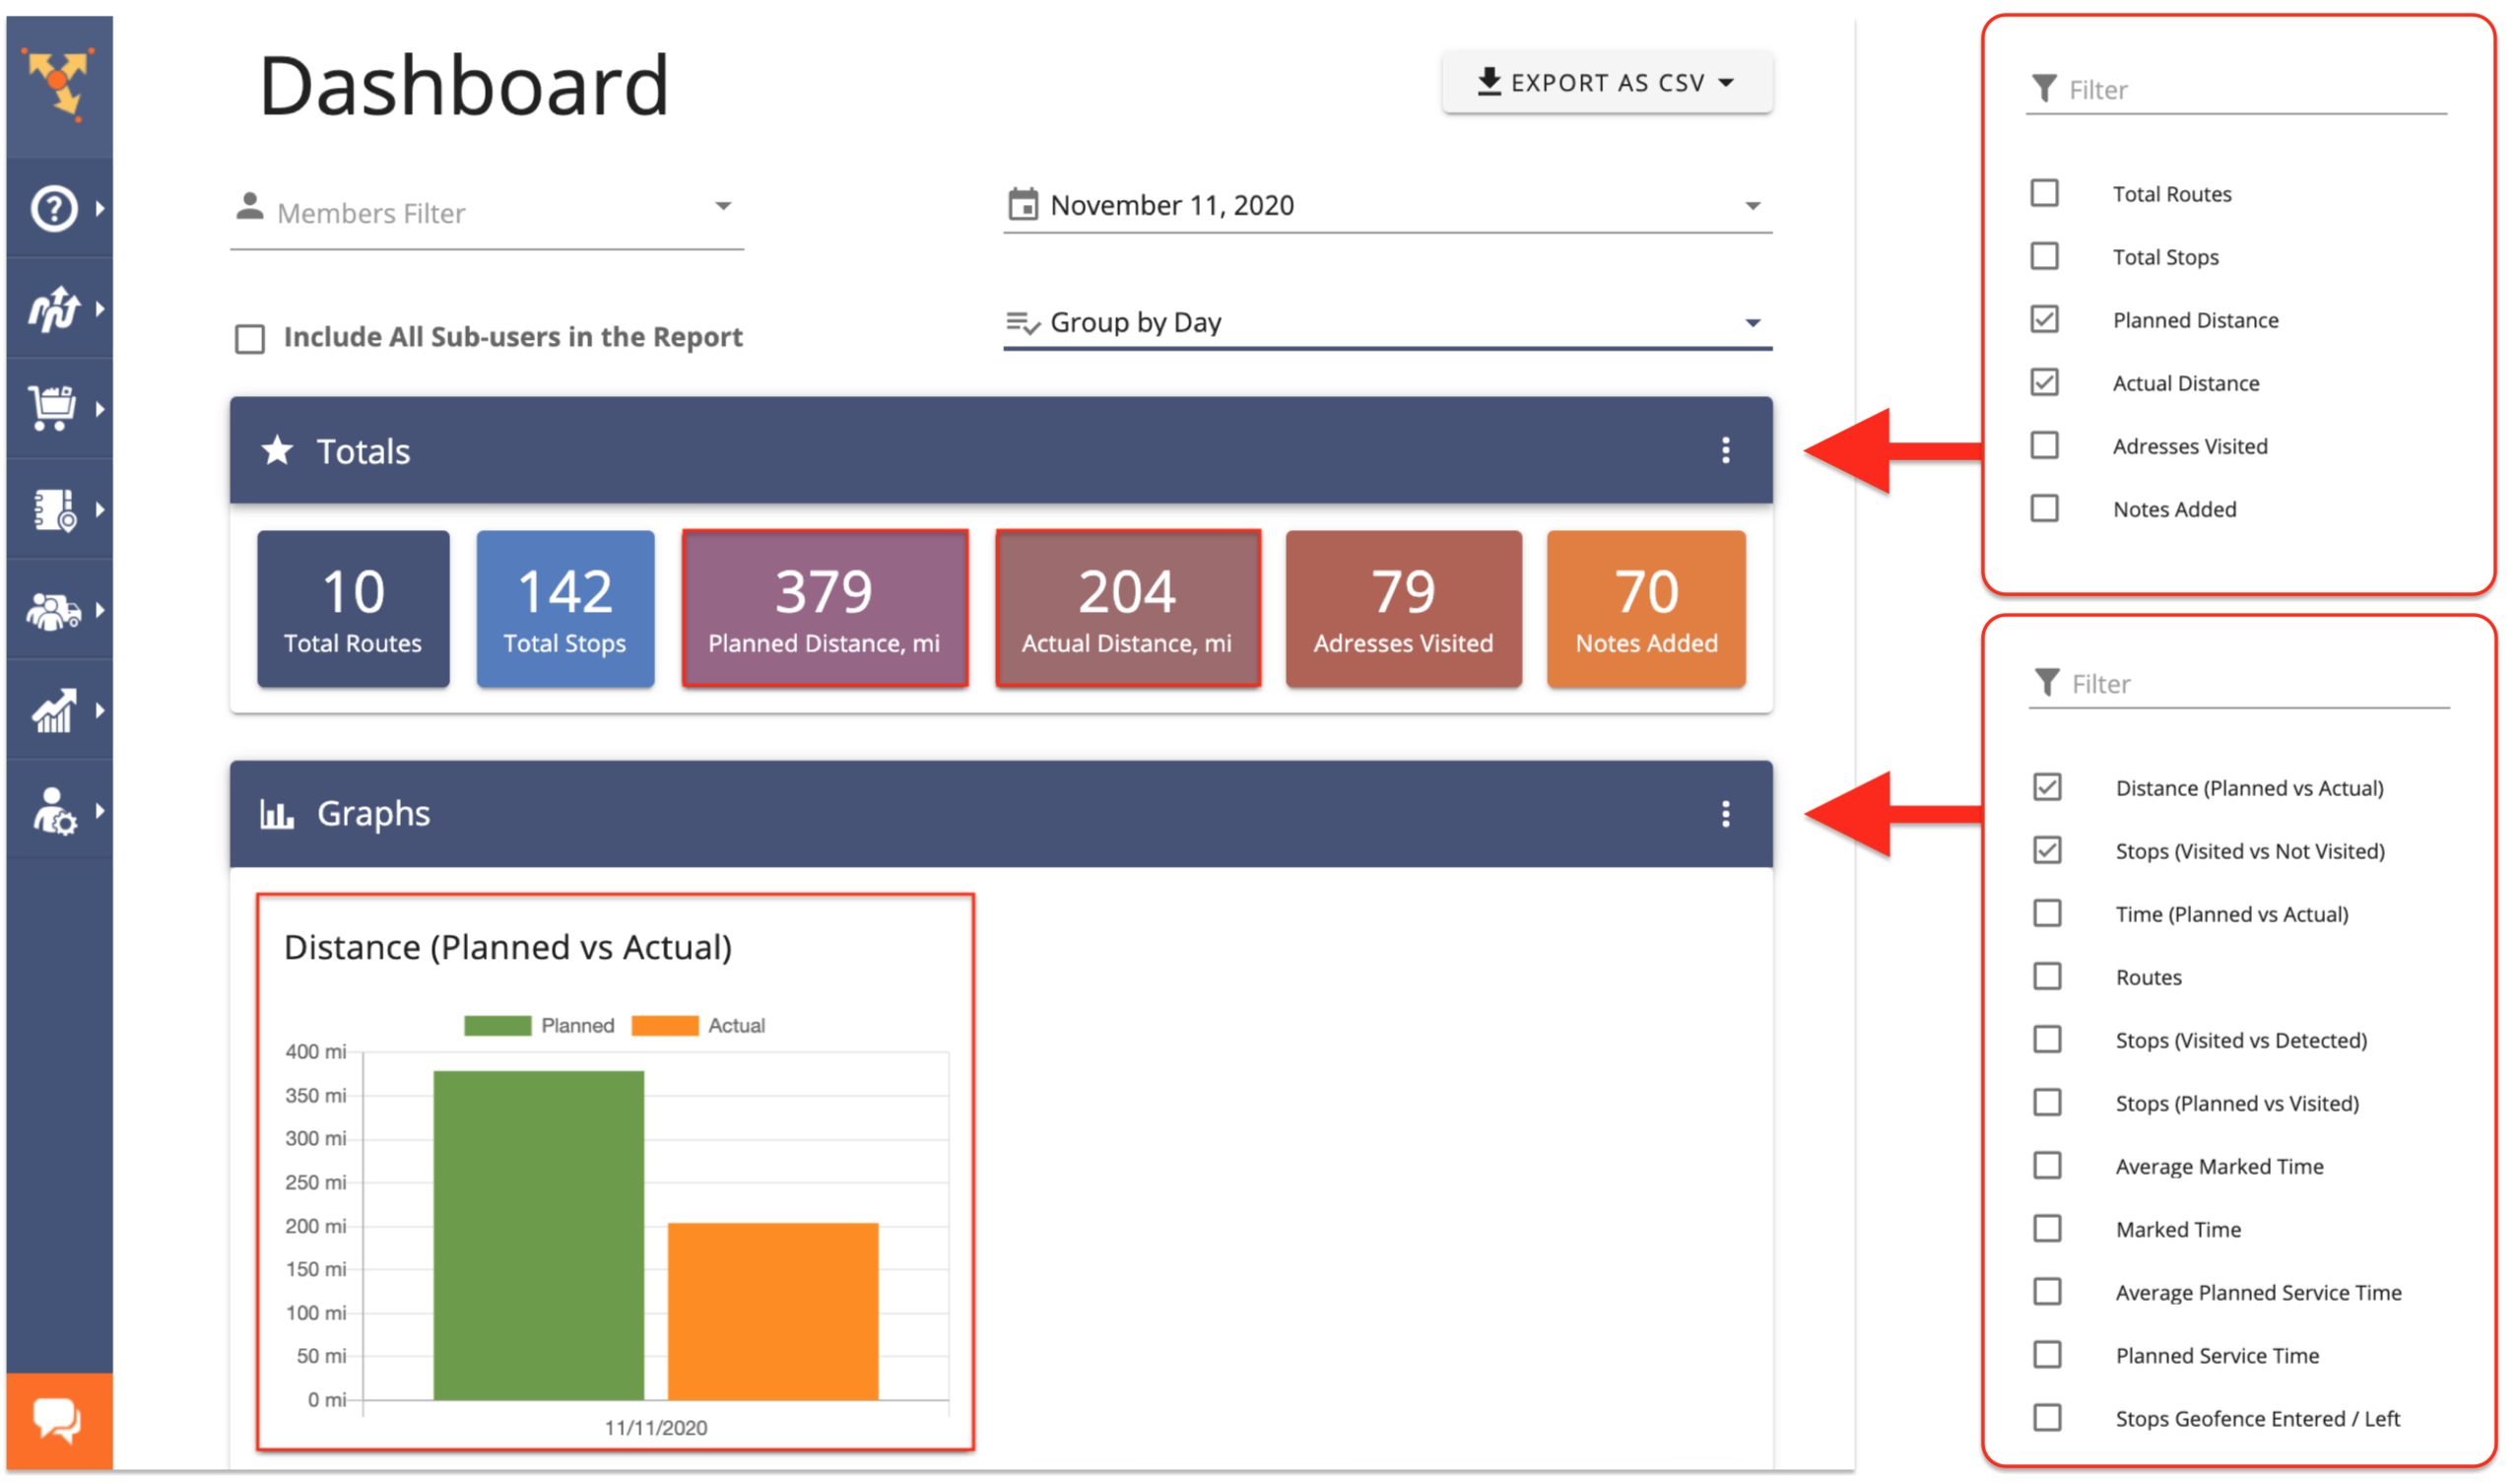 Dashboard
EXPORT AS CSV
Members Filter
November 11, 2020
Include All Sub-users in the Report
Group by Day
Totals
10
Total Routes
142
Total Stops
379
Planned Distance, mi
204
Actual Distance, mi
79
Adresses Visited
70
Notes Added
Graphs
Distance (Planned vs Actual)
Planned
Actual
400 mi
350 mi
300 mi
250 mi
200 mi
150 mi
100 mi
50 mi
0 mi
11/11/2020
Filter
Total Routes
Total Stops
Planned Distance
Actual Distance
Adresses Visited
Notes Added
Filter
Distance (Planned vs Actual)
Stops (Visited vs Not Visited)
Time (Planned vs Actual)
Routes
Stops (Visited vs Detected)
Stops (Planned vs Visited)
Average Marked Time
Marked Time
Average Planned Service Time
Planned Service Time
Stops Geofence Entered / Left